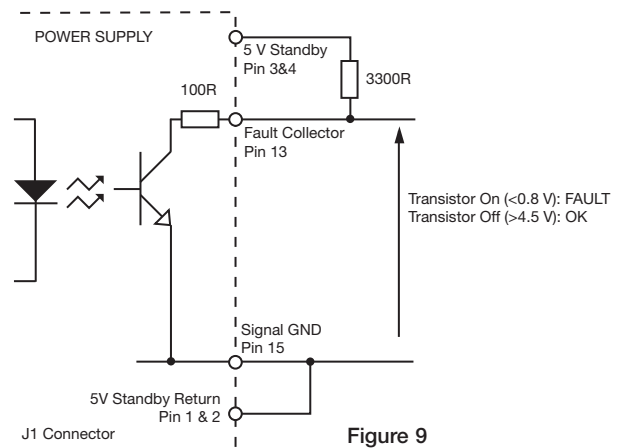 POWER SUPPLY
5 V Standby
Pin 3&4
3300R
100R
Fault Collector
Pin 13
Transistor On (<0.8 V): FAULT
Transistor Off (>4.5 V): OK
Signal GND
Pin 15
5V Standby Return
Pin 1 & 2
J1 Connector
Figure 9